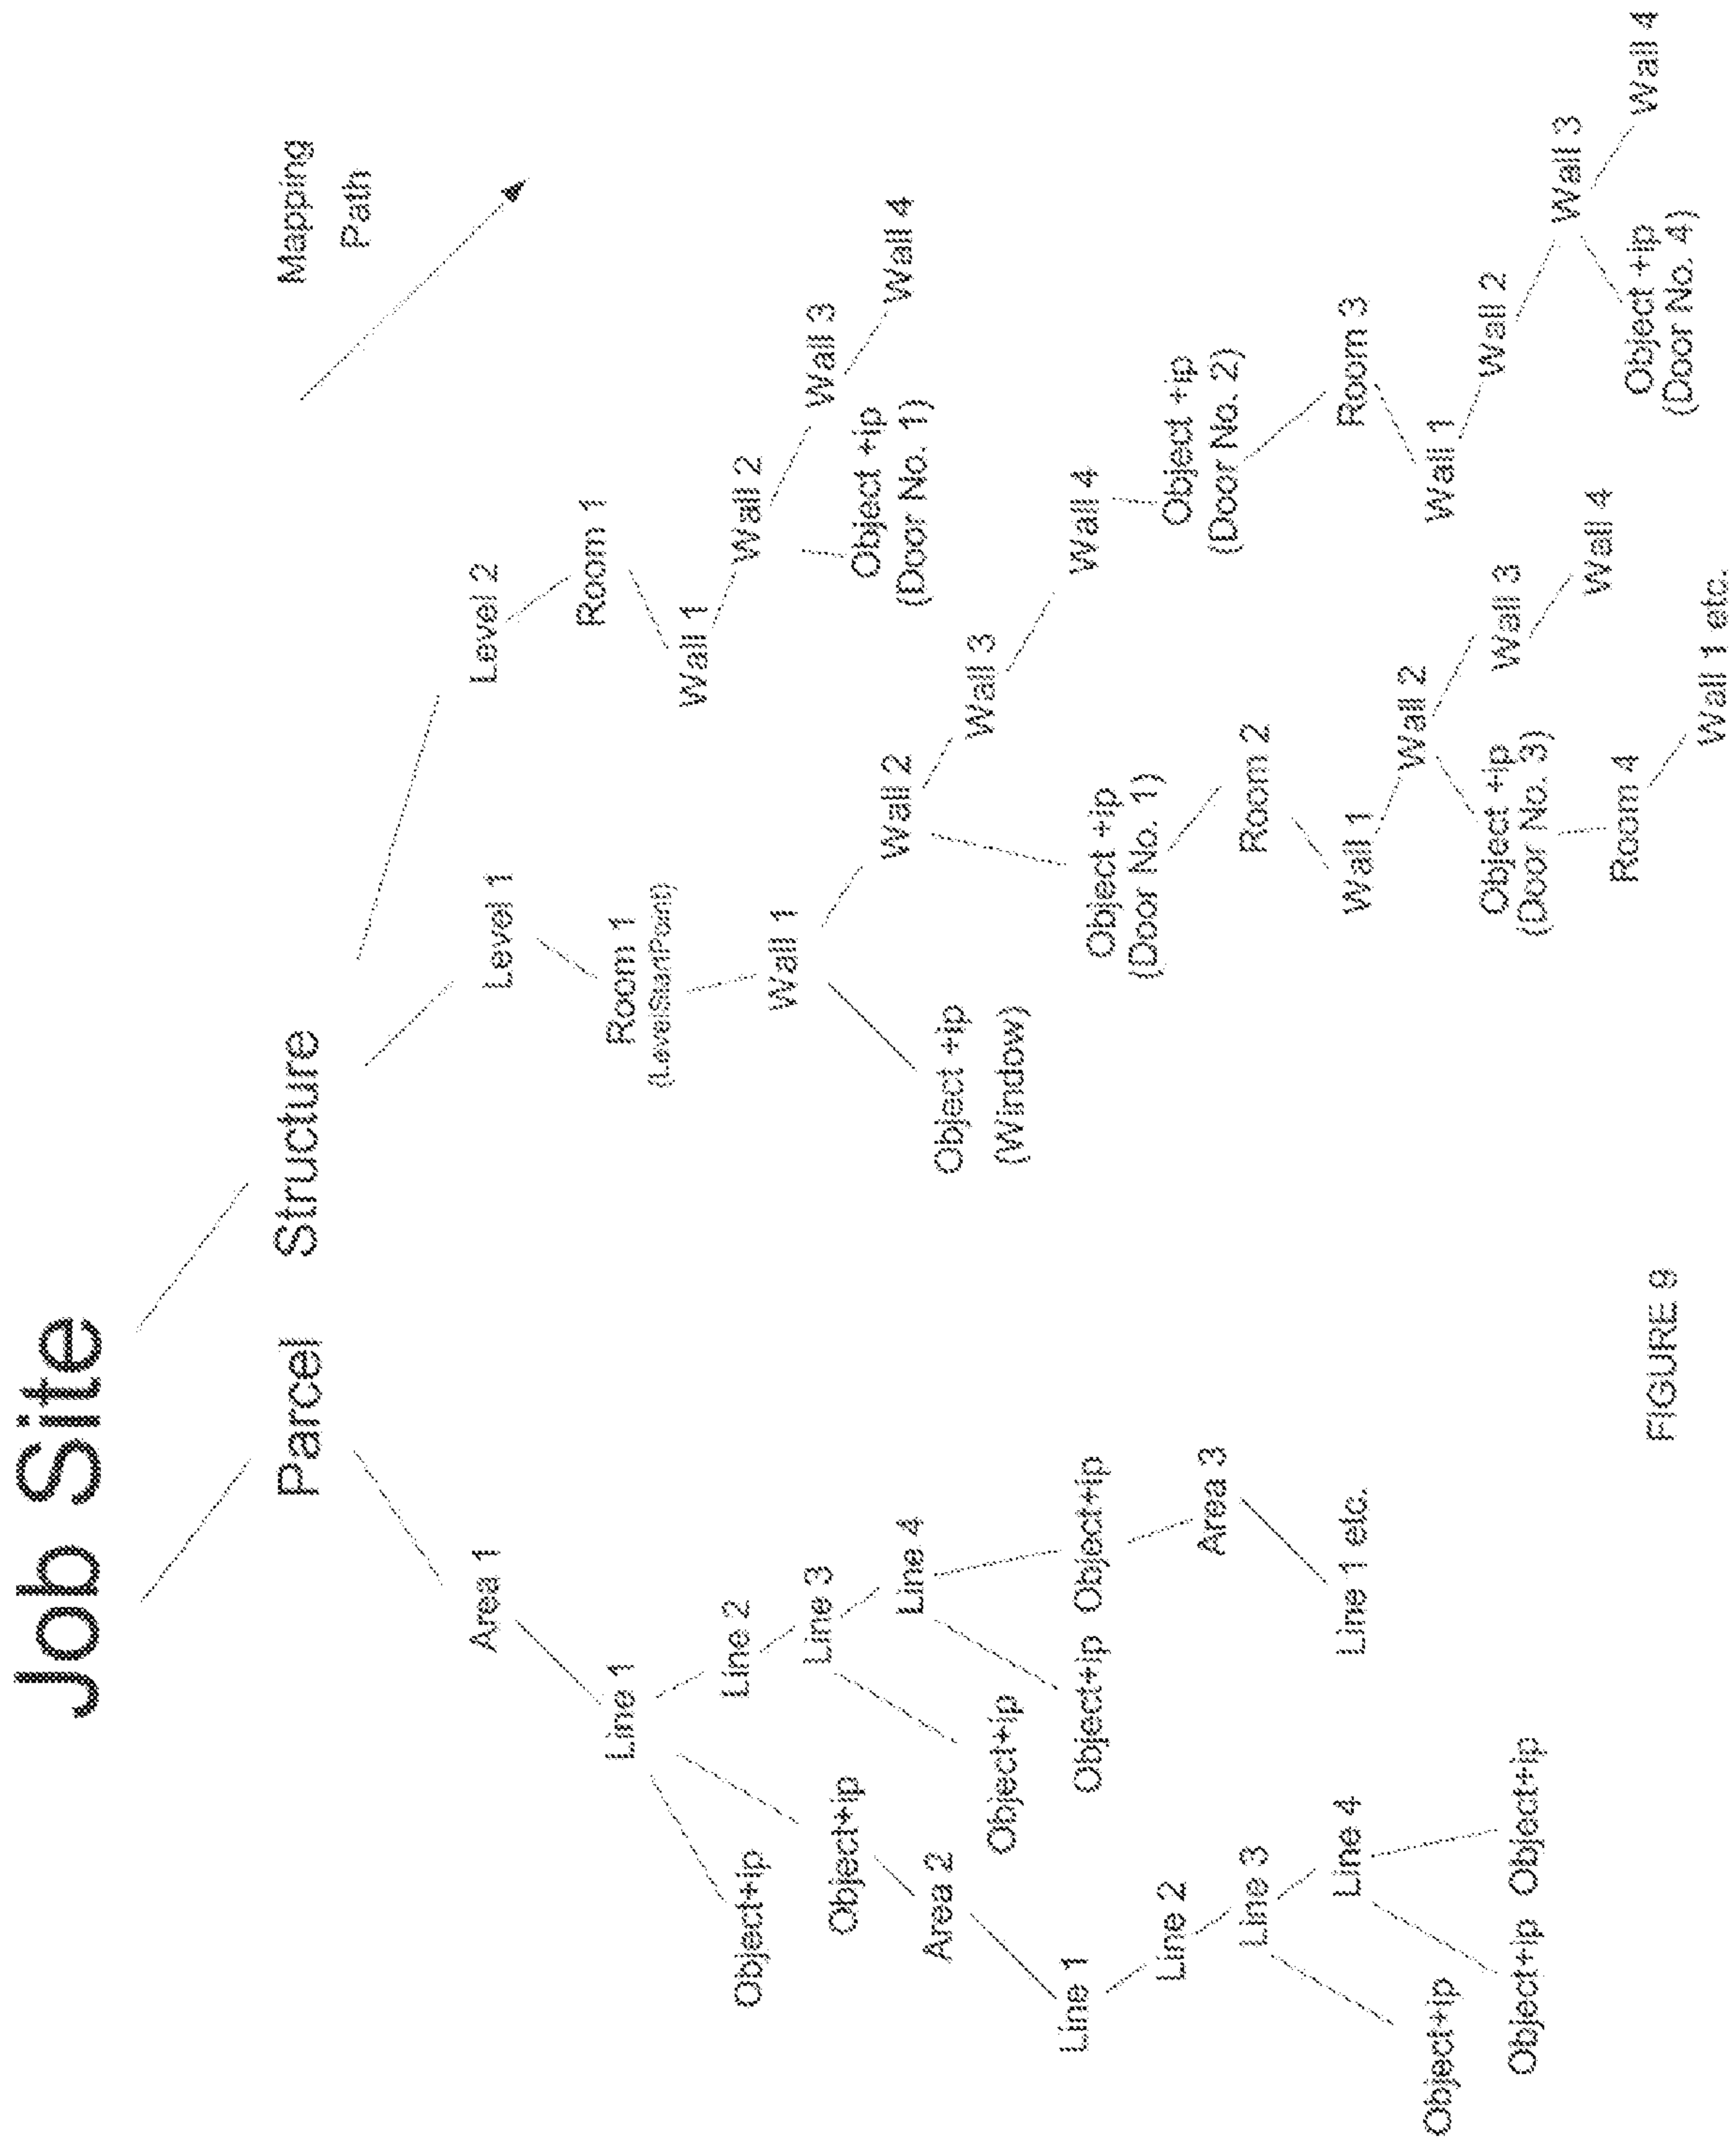 Job Site
Parcel
Structure
Mapping
Path
Area 1
Line 1
Object+ip
Object+ip
Line 2
Line 3
Line 4
Area 2
Object+ip
Object+ip
Object+ip
Line 1
Line 2
Line 3
Line 4
Area 3
Line 1 etc.
Object+ip
Object+ip
Object+ip
Level 1
Room 1
(LevelStartPoint)
Wall 1
Object +ip
(Window)
Wall 2
Wall 3
Wall 4
Object +ip
(Door No. 1)
Room 2
Wall 1
Wall 2
Wall 3
Wall 4
Object +ip
(Door No. 3)
Room 4
Wall 1 etc.
Object +ip
(Door No. 2)
Room 3
Wall 1
Wall 2
Wall 3
Wall 4
Object +ip
(Door No. 4)
Level 2
Room 1
Wall 1
Wall 2
Wall 3
Wall 4
Object +ip
(Door No. 1)
FIGURE 9